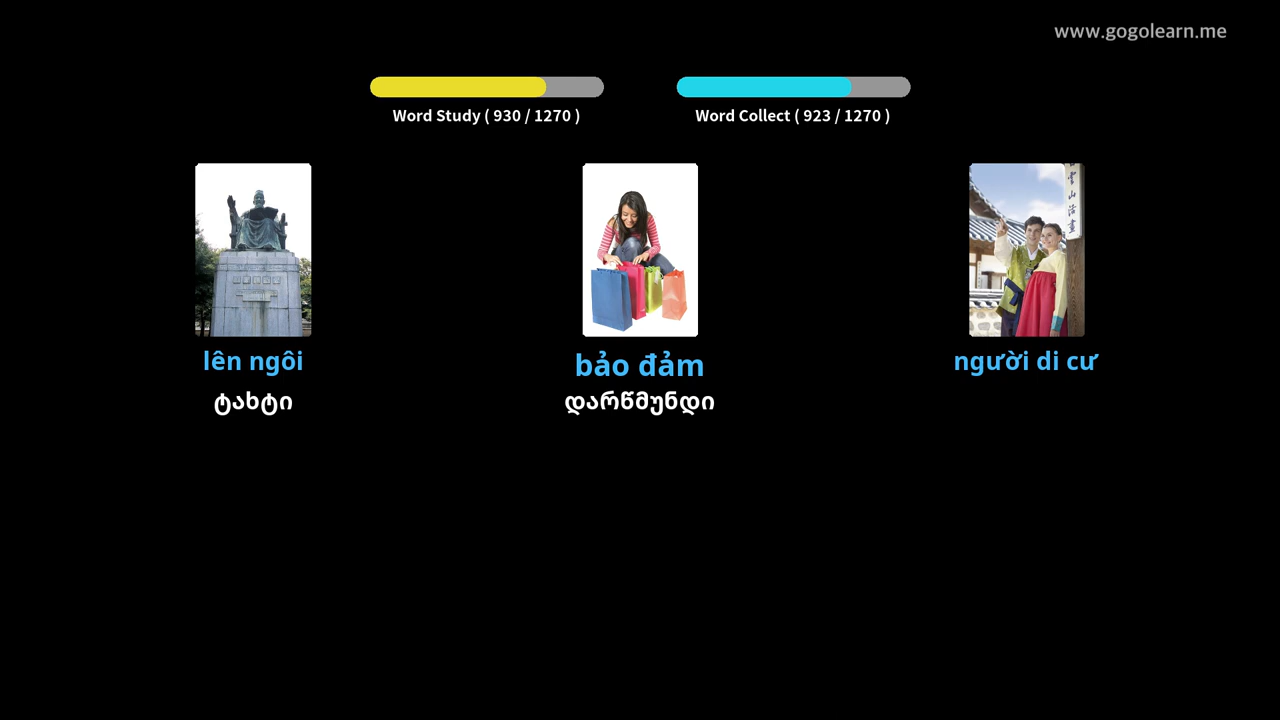 www.gogolearn.me
Word Study ( 930 / 1270 )
Word Collect ( 923 / 1270 )
lên ngôi
bảo đảm
người di cư
ტახტი
დარწმუნდი